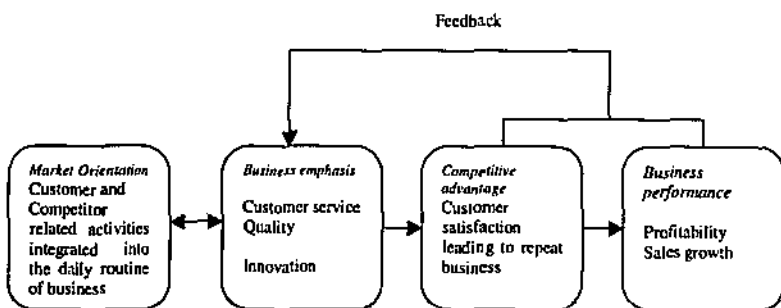 Feedback
Market Orientation
Customer and
Competitor
related activities
integrated into
the daily routine
of business
Business emphasis
Customer service
Quality
Innovation
Competitive
advantage
Customer
satisfaction
leading to repeat
business
Business
performance
Profitability
Sales growth